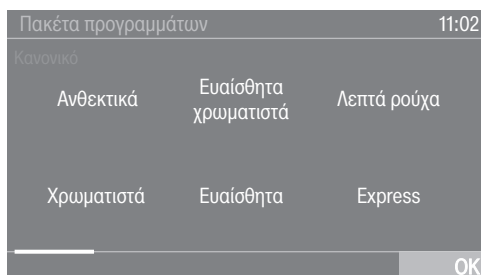 Πακέτα προγραμμάτων 11:02
Κανονικό
Ανθεκτικά Ευαίσθητα χρωματιστά Λεπτά ρούχα
Χρωματιστά Ευαίσθητα Express
OK